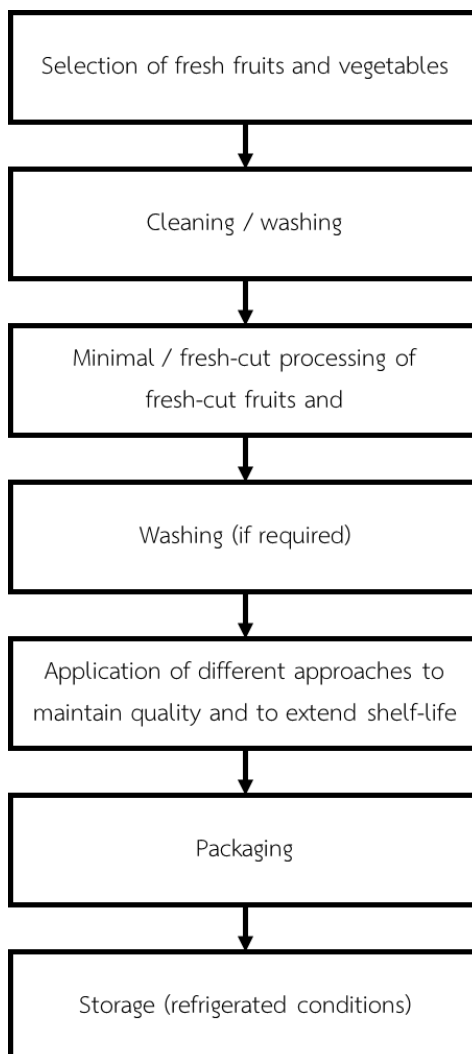 Selection of fresh fruits and vegetables
Cleaning / washing
Minimal / fresh-cut processing of
fresh-cut fruits and
Washing (if required)
Application of different approaches to
maintain quality and to extend shelf-life
Packaging
Storage (refrigerated conditions)